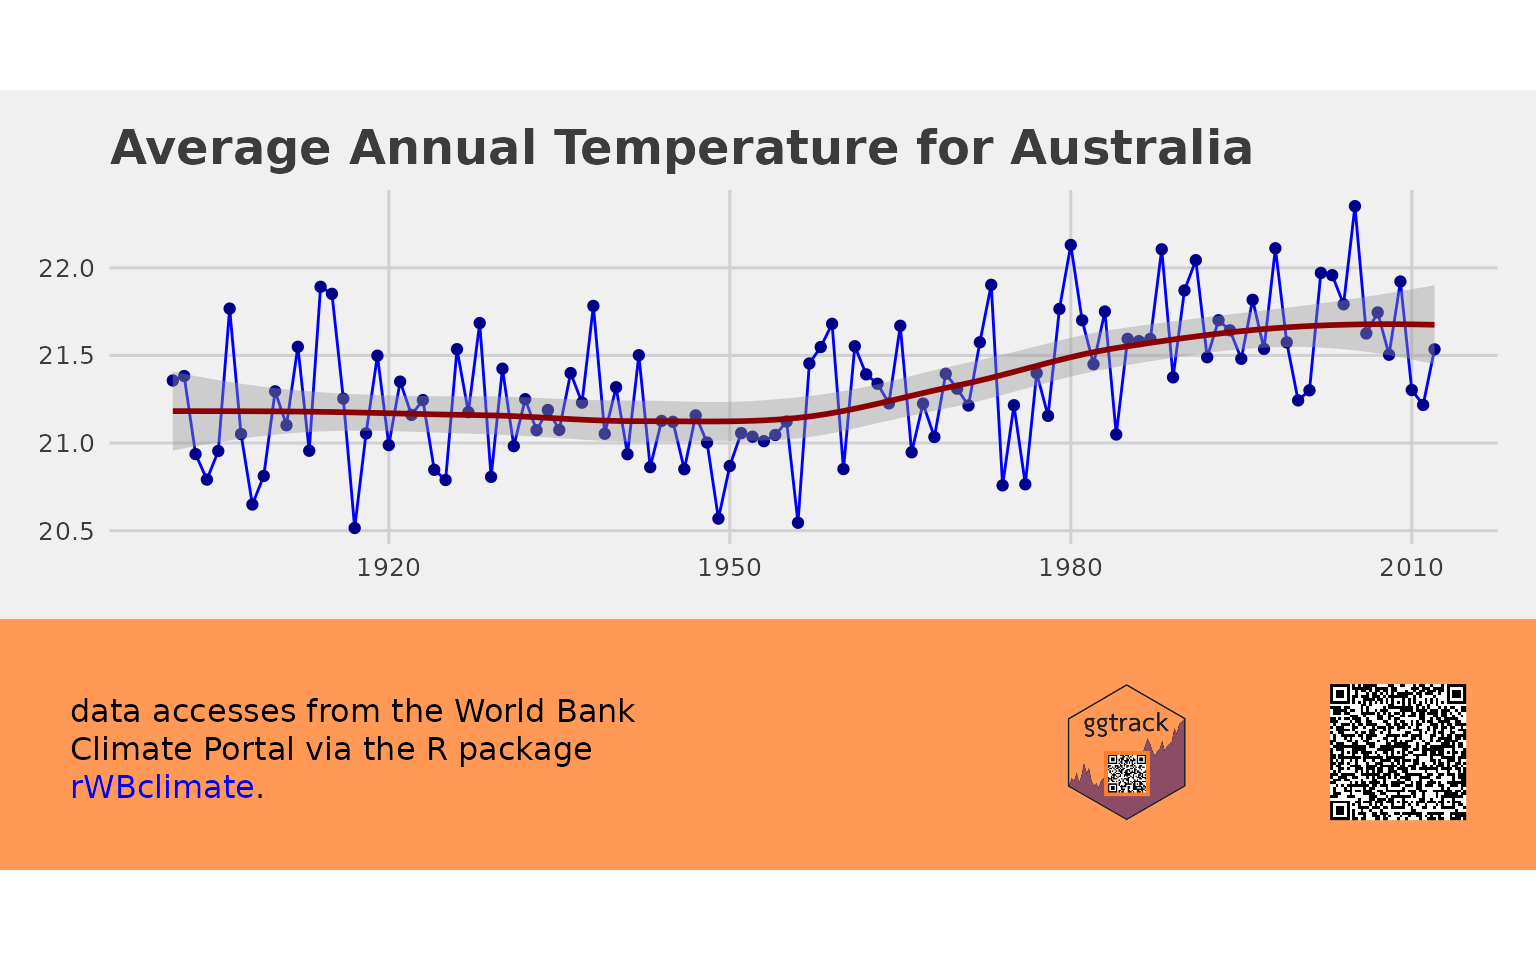 Average Annual Temperature for Australia
22.0
21.5
21.0
20.5
1920
1950
1980
2010
data accesses from the World Bank
Climate Portal via the R package
rWBclimate.
ggtrack